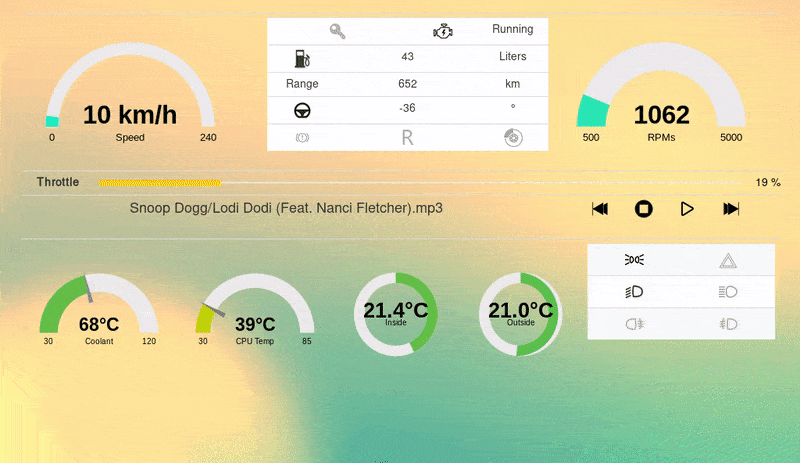 Running
43 Liters
Range 652 km
-36 °
R
10 km/h
0 Speed 240
1062
500 RPMs 5000
Throttle 19 %
Snoop Dogg/Lodi Dodi (Feat. Nanci Fletcher).mp3
68°C
30 Coolant 120
39°C
30 CPU Temp 85
21.4°C
Inside
21.0°C
Outside